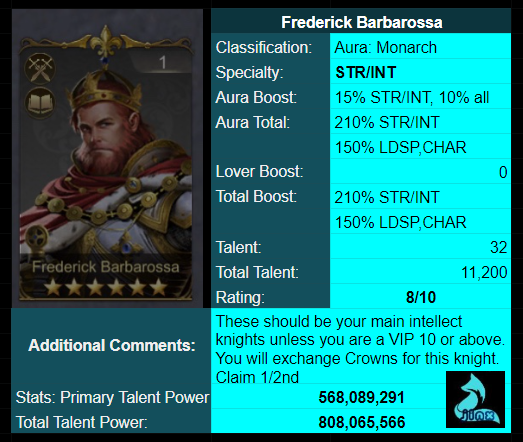 Frederick Barbarossa
1
Frederick Barbarossa
Classification: Aura: Monarch
Specialty: STR/INT
Aura Boost: 15% STR/INT, 10% all
Aura Total: 210% STR/INT
150% LDSP,CHAR
Lover Boost: 0
Total Boost: 210% STR/INT
150% LDSP,CHAR
Talent: 32
Total Talent: 11,200
Rating: 8/10
Additional Comments:
These should be your main intellect
knights unless you are a VIP 10 or above.
You will exchange Crowns for this knight.
Claim 1/2nd
Stats: Primary Talent Power 568,089,291
Total Talent Power: 808,065,566